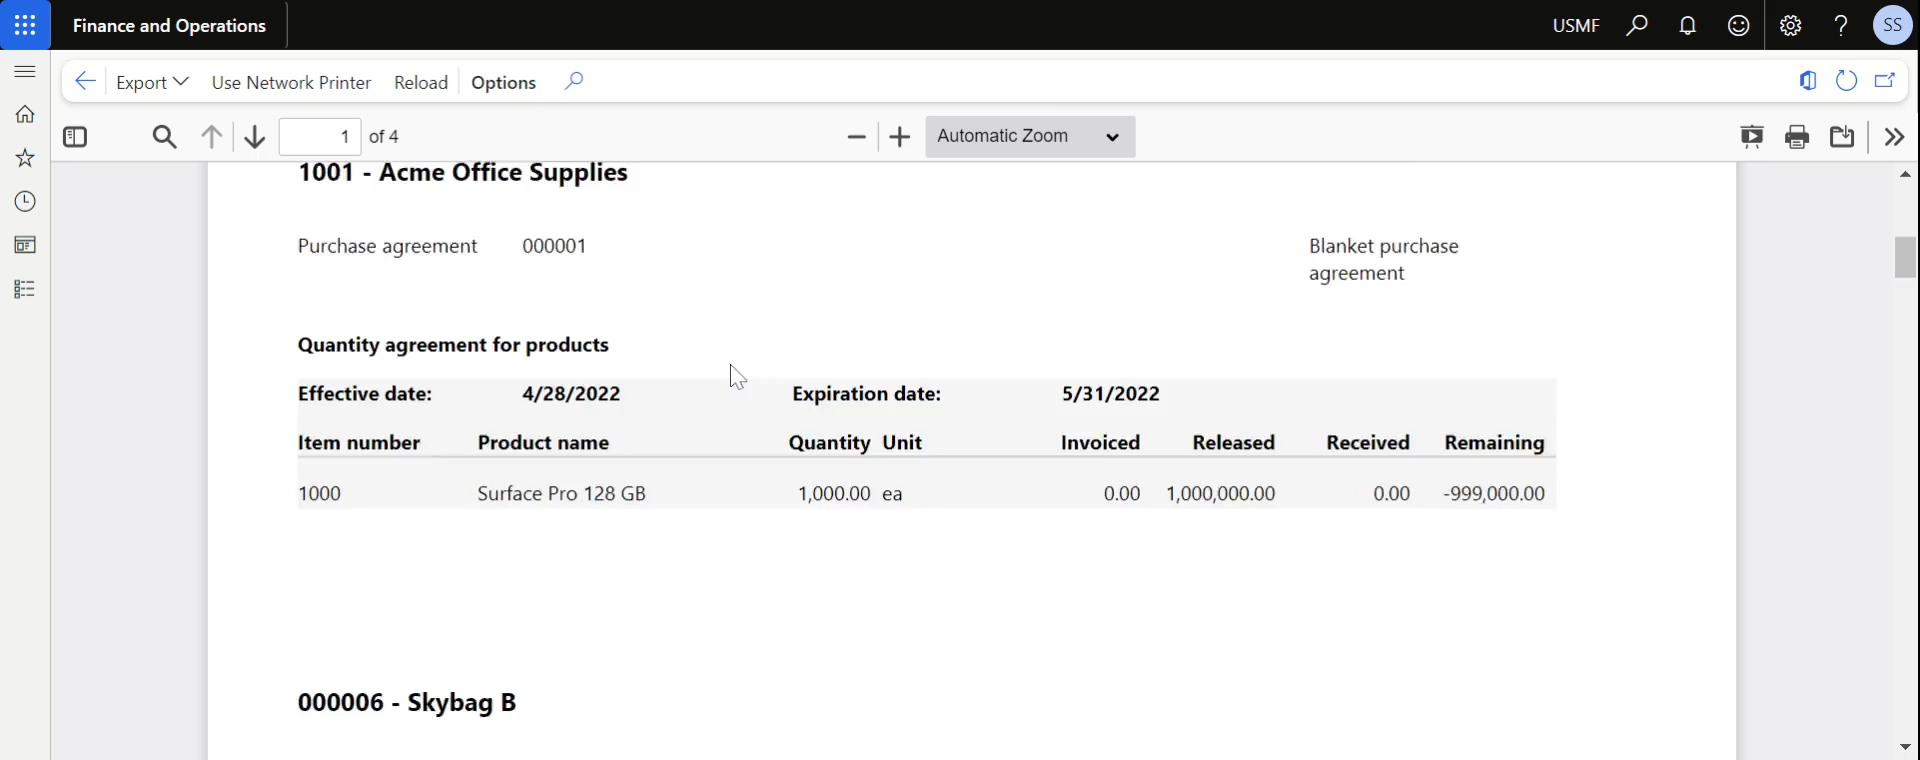 Finance and Operations
USMF
SS
Export
Use Network Printer
Reload
Options
1 of 4
Automatic Zoom
1001 - Acme Office Supplies
Purchase agreement 000001 Blanket purchase
agreement
Quantity agreement for products
Effective date: 4/28/2022 Expiration date: 5/31/2022
Item number Product name Quantity Unit Invoiced Released Received Remaining
1000 Surface Pro 128 GB 1,000.00 ea 0.00 1,000,000.00 0.00 -999,000.00
000006 - Skybag B